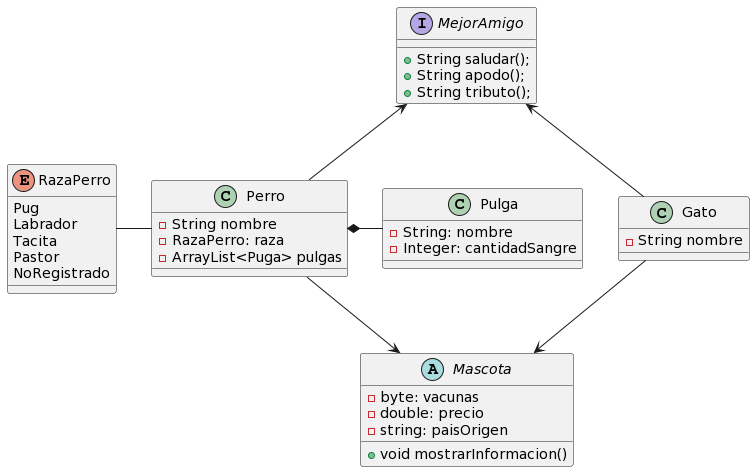 I MejorAmigo
String saludar();
String apodo();
String tributo();
E RazaPerro
Pug
Labrador
Tacita
Pastor
NoRegistrado
C Perro
String nombre
RazaPerro: raza
ArrayList<Puga> pulgas
C Pulga
String: nombre
Integer: cantidadSangre
C Gato
String nombre
A Mascota
byte: vacunas
double: precio
string: paisOrigen
void mostrarInformacion()